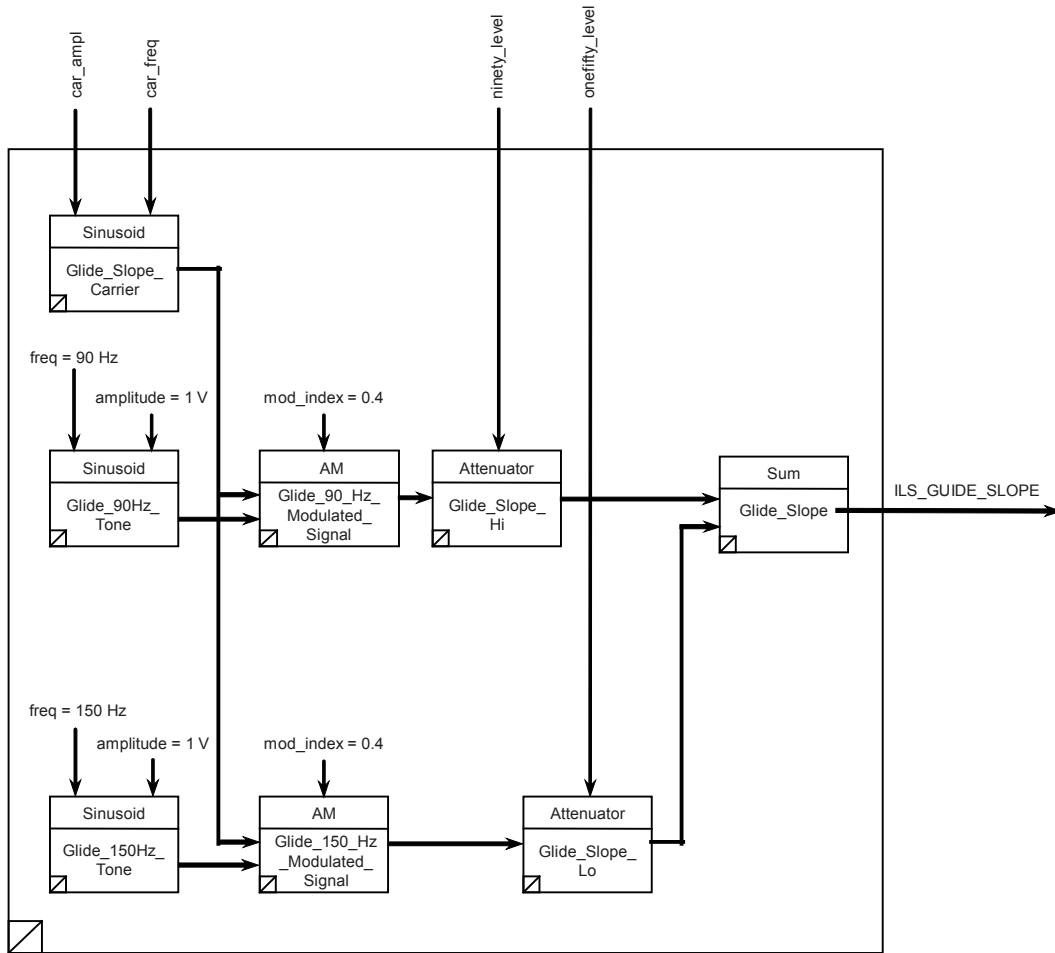 car_ampl
car_freq
ninety_level
onefifty_level
Sinusoid
Glide_Slope_
Carrier
freq = 90 Hz
amplitude = 1 V
mod_index = 0.4
Sinusoid
Glide_90Hz_
Tone
AM
Glide_90_Hz_
Modulated_
Signal
Attenuator
Glide_Slope_
Hi
Sum
Glide_Slope
ILS_GUIDE_SLOPE
freq = 150 Hz
amplitude = 1 V
mod_index = 0.4
Sinusoid
Glide_150Hz_
Tone
AM
Glide_150_Hz
_Modulated_
Signal
Attenuator
Glide_Slope_
Lo